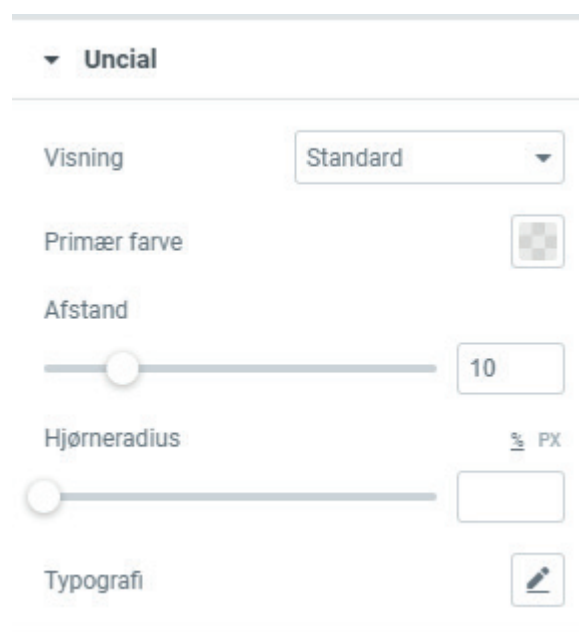 Uncial
Visning Standard
Primær farve
Afstand
10
Hjørneradius % PX
Typografi